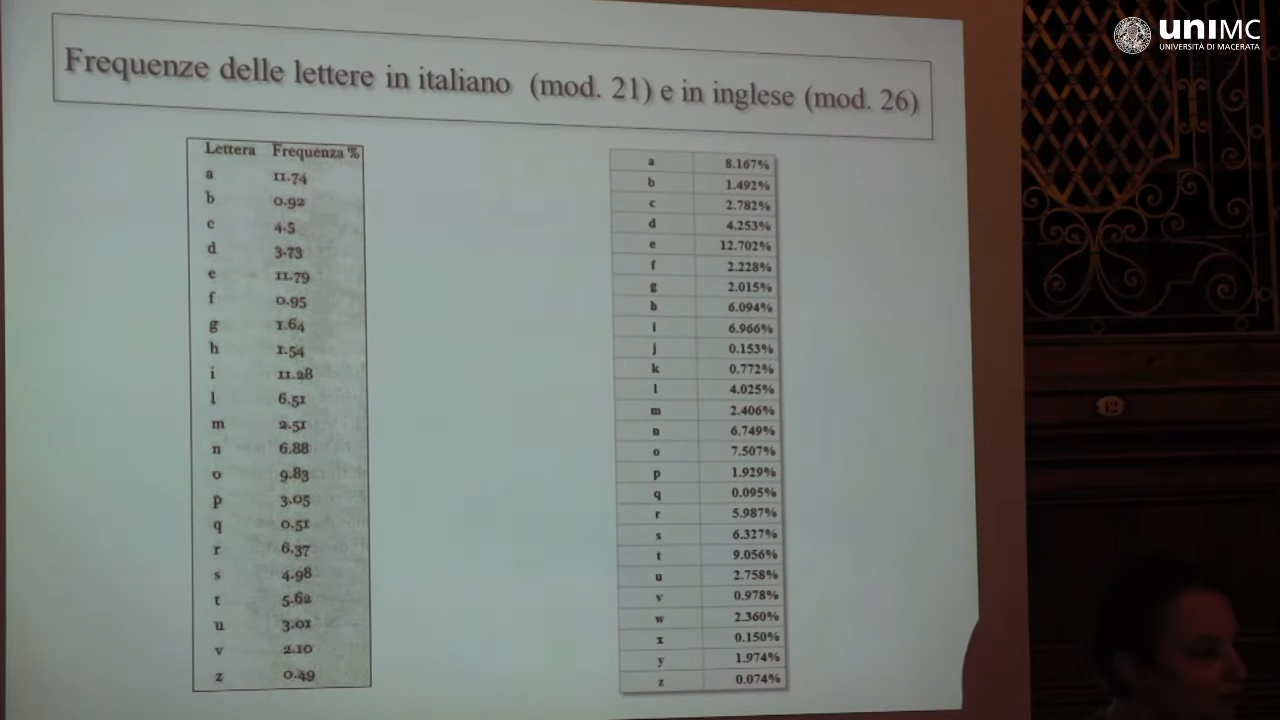 uniMC
UNIVERSITÀ DI MACERATA
Frequenze delle lettere in italiano (mod. 21) e in inglese (mod. 26)
Lettera Frequenza %
a 11.74
b 0.92
c 4.5
d 3.73
e 11.79
f 0.95
g 1.64
h 1.54
i 11.28
l 6.51
m 2.51
n 6.88
o 9.83
p 3.05
q 0.51
r 6.37
s 4.98
t 5.62
u 3.01
v 2.10
z 0.49
a 8.167%
b 1.492%
c 2.782%
d 4.253%
e 12.702%
f 2.228%
g 2.015%
h 6.094%
i 6.966%
j 0.153%
k 0.772%
l 4.025%
m 2.406%
n 6.749%
o 7.507%
p 1.929%
q 0.095%
r 5.987%
s 6.327%
t 9.056%
u 2.758%
v 0.978%
w 2.360%
x 0.150%
y 1.974%
z 0.074%